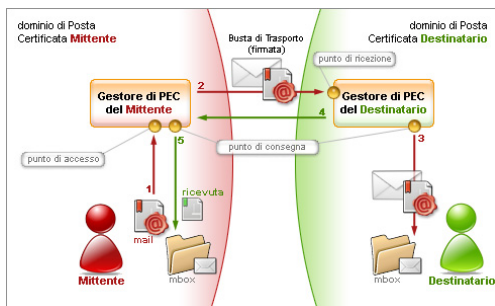 dominio di Posta
Certificata Mittente
Busta di Trasporto
(firmata)
dominio di Posta
Certificata Destinatario
punto di ricezione
2
Gestore di PEC
del Mittente
Gestore di PEC
del Destinatario
4
5
3
punto di accesso
punto di consegna
1
ricevuta
mail
mbox
mbox
Mittente
Destinatario